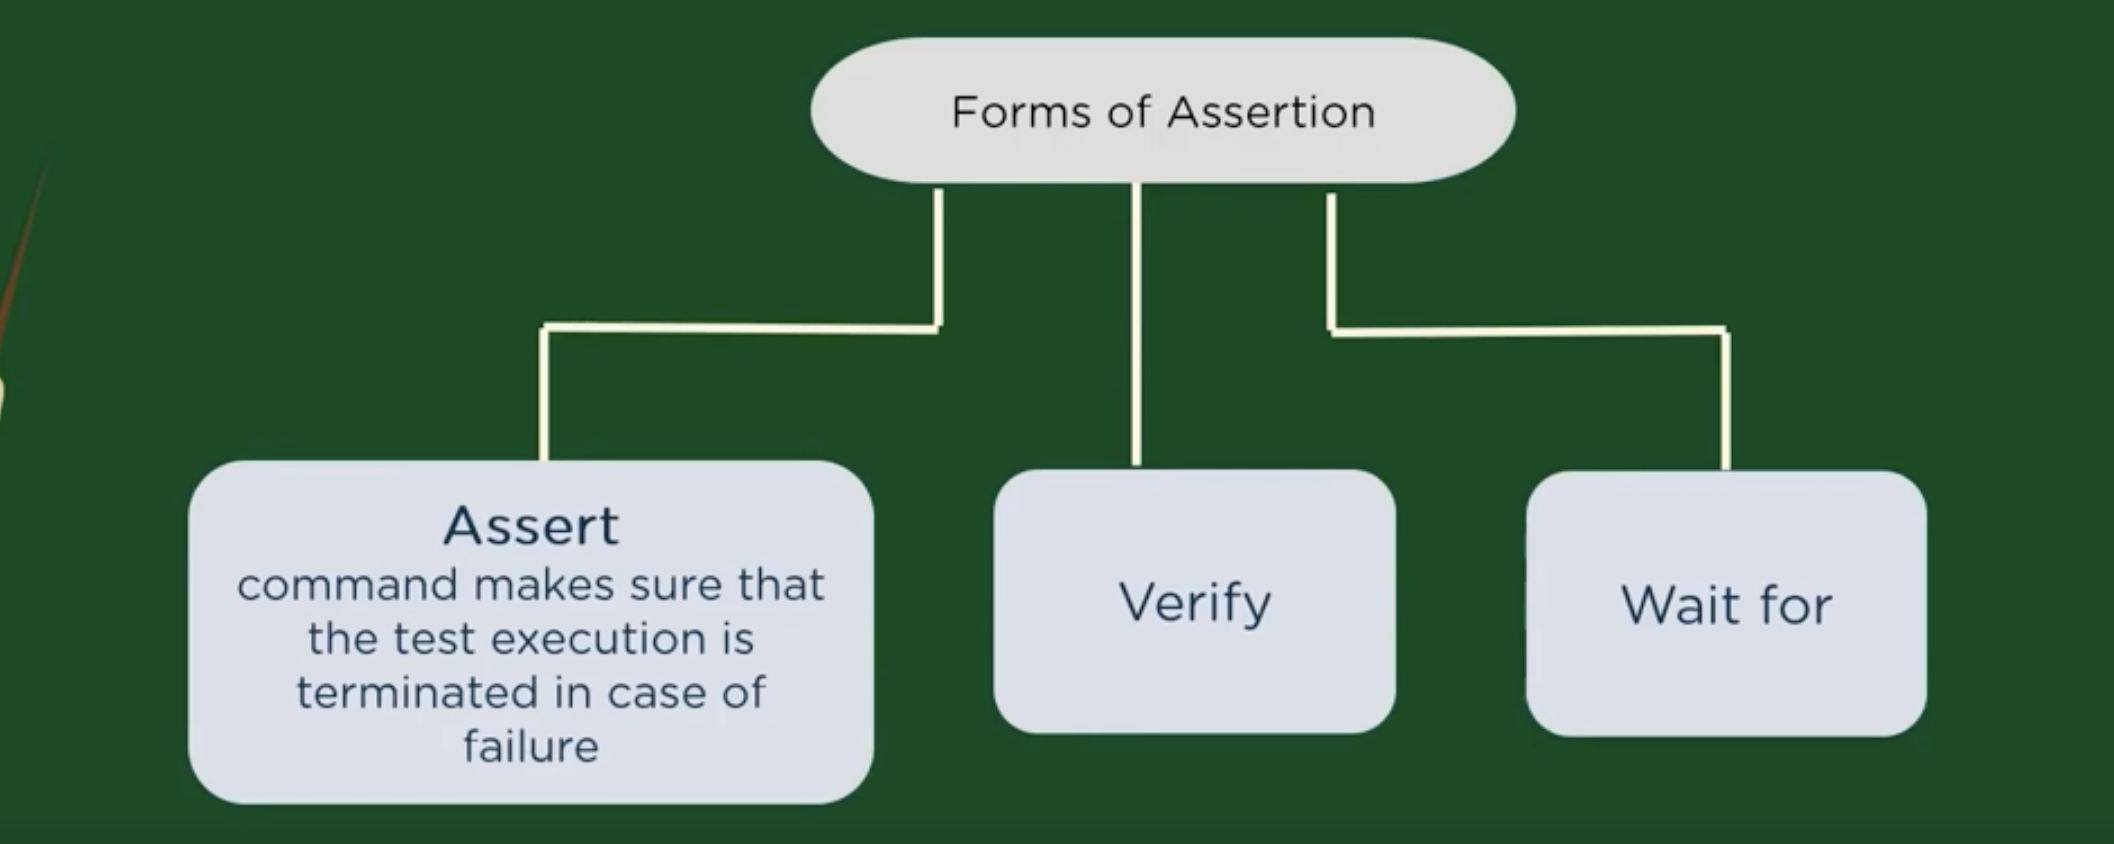 Forms of Assertion
Assert
command makes sure that
the test execution is
terminated in case of
failure
Verify
Wait for